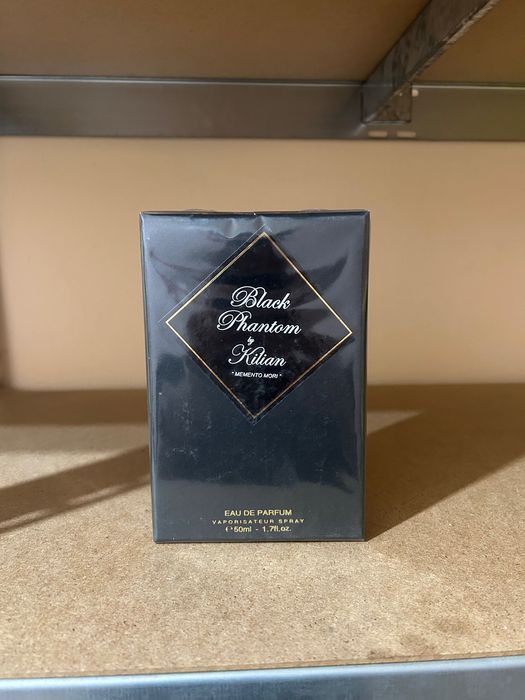 Black
Phantom
by
Kilian
" MEMENTO MORI "
EAU DE PARFUM
VAPORISATEUR SPRAY
℮50ml - 1.7fl.oz.